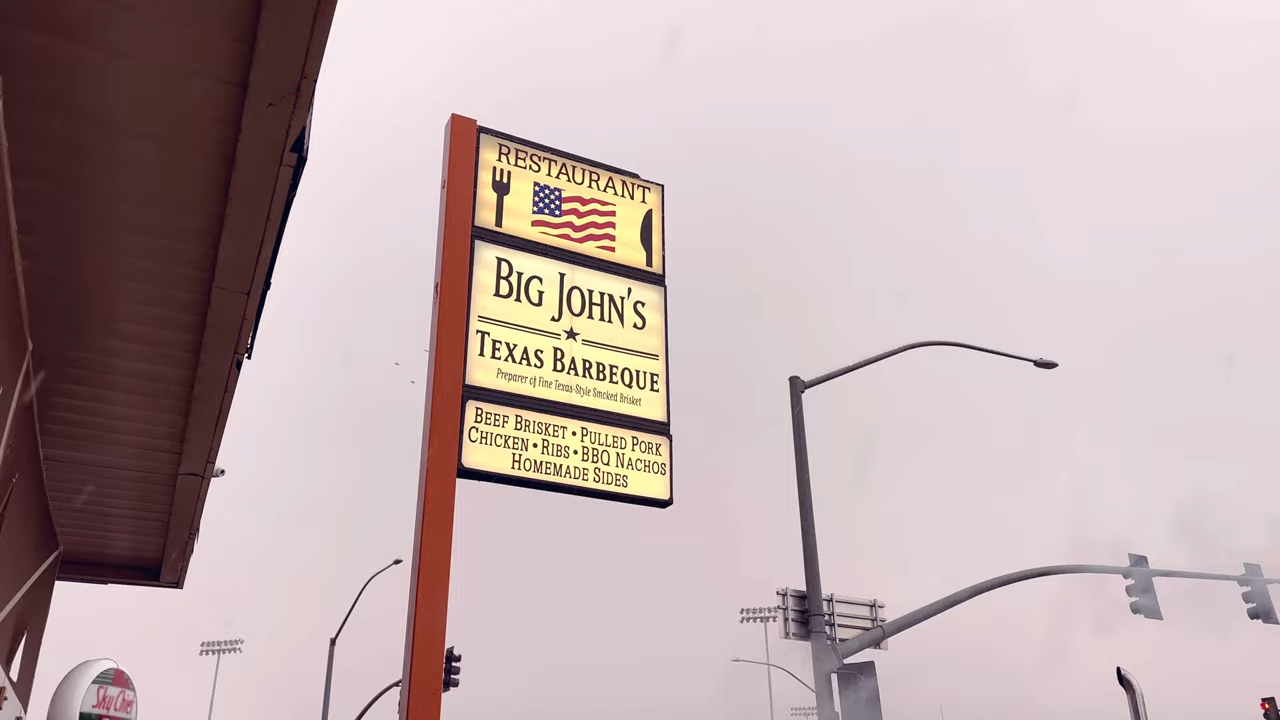 RESTAURANT
BIG JOHN'S
TEXAS BARBEQUE
Preparer of Fine Texas-Style Smoked Brisket
BEEF BRISKET • PULLED PORK
CHICKEN • RIBS • BBQ NACHOS
HOMEMADE SIDES
Sky Chief